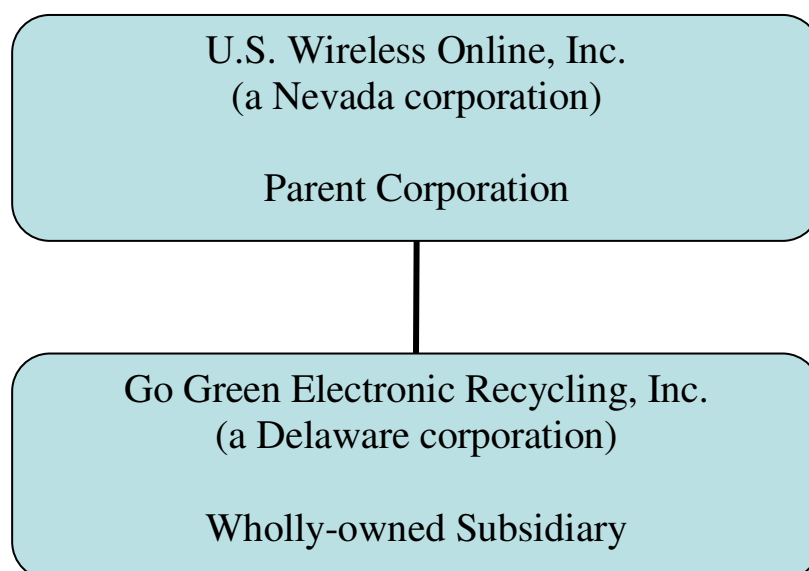 U.S. Wireless Online, Inc.
(a Nevada corporation)
Parent Corporation
Go Green Electronic Recycling, Inc.
(a Delaware corporation)
Wholly-owned Subsidiary